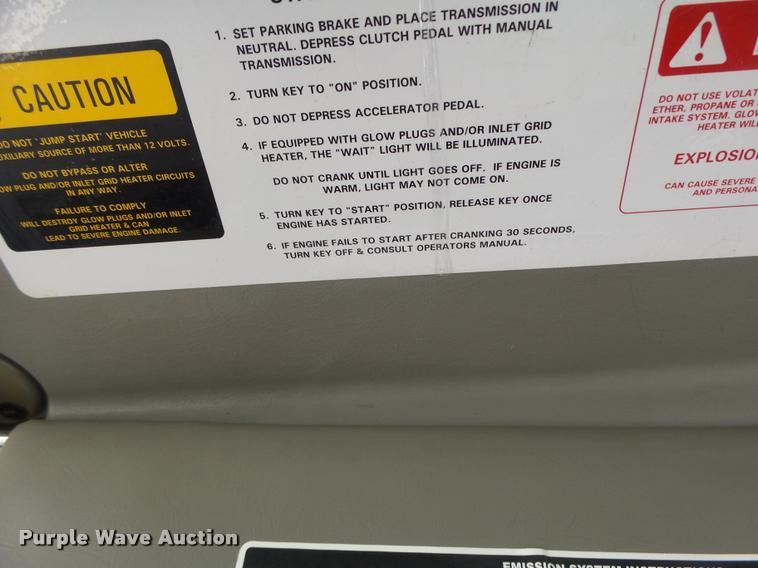 1. SET PARKING BRAKE AND PLACE TRANSMISSION IN
NEUTRAL. DEPRESS CLUTCH PEDAL WITH MANUAL
TRANSMISSION.
2. TURN KEY TO "ON" POSITION.
3. DO NOT DEPRESS ACCELERATOR PEDAL.
4. IF EQUIPPED WITH GLOW PLUGS AND/OR INLET GRID
HEATER, THE "WAIT" LIGHT WILL BE ILLUMINATED.
DO NOT CRANK UNTIL LIGHT GOES OFF. IF ENGINE IS
WARM, LIGHT MAY NOT COME ON.
5. TURN KEY TO "START" POSITION, RELEASE KEY ONCE
ENGINE HAS STARTED.
6. IF ENGINE FAILS TO START AFTER CRANKING 30 SECONDS,
TURN KEY OFF & CONSULT OPERATORS MANUAL.
CAUTION
DO NOT "JUMP START" VEHICLE
AUXILIARY SOURCE OF MORE THAN 12 VOLTS.
DO NOT BYPASS OR ALTER
PLUG AND/OR INLET GRID HEATER CIRCUITS
IN ANY WAY.
FAILURE TO COMPLY
WILL DESTROY GLOW PLUGS AND/OR INLET
GRID HEATER & CAN
LEAD TO SEVERE ENGINE DAMAGE.
DO NOT USE VOLAT
ETHER, PROPANE OR
INTAKE SYSTEM. GLOW
HEATER WIL
EXPLOSIO
CAN CAUSE SEVERE
AND PERSONA
EMISSION SYSTEM INSTRUCTIONS
Purple Wave Auction